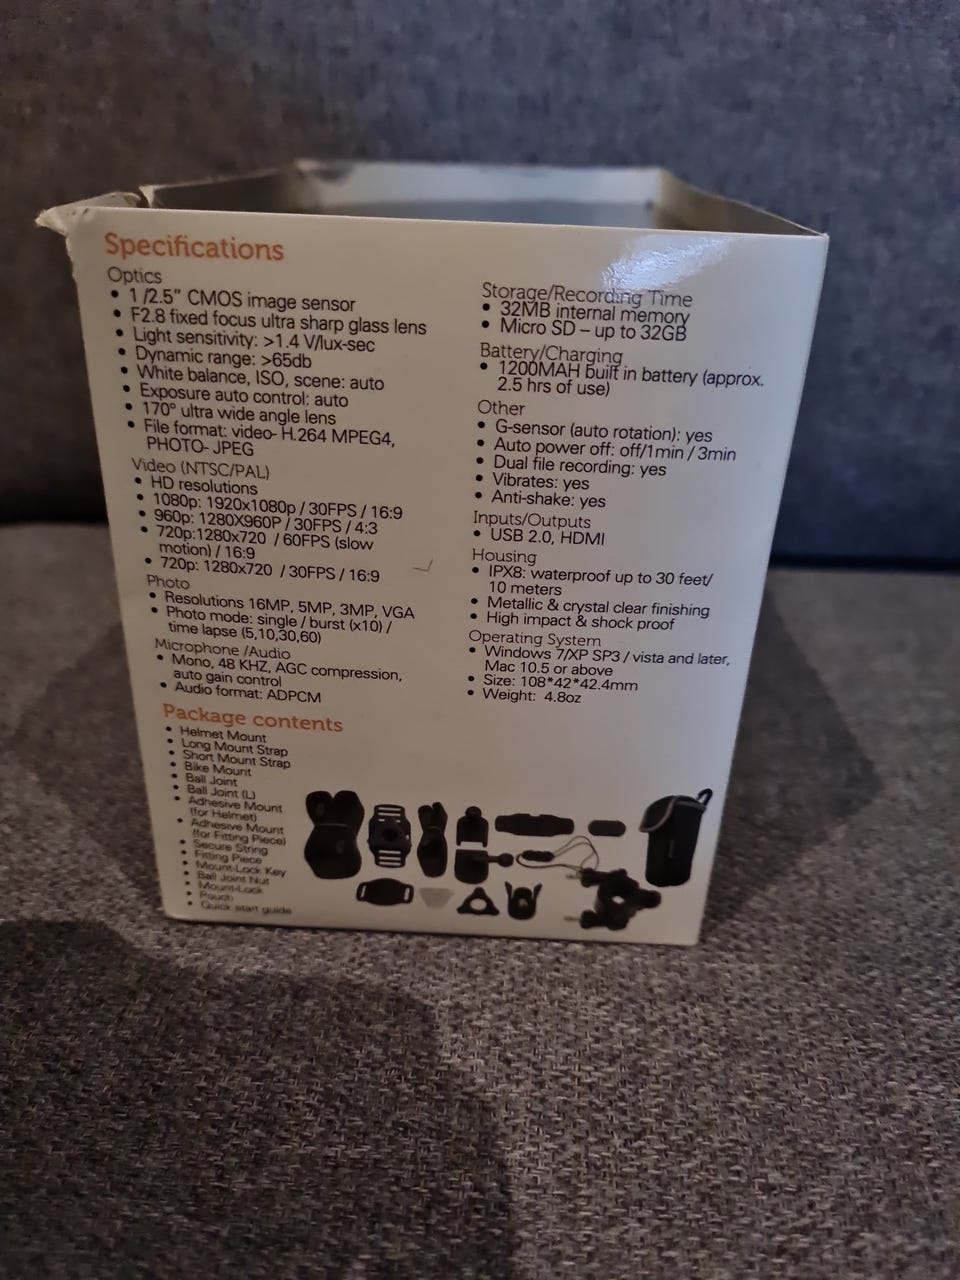 Specifications
Optics
• 1 /2.5" CMOS image sensor
• F2.8 fixed focus ultra sharp glass lens
• Light sensitivity: >1.4 V/lux-sec
• Dynamic range: >65db
• White balance, ISO, scene: auto
• Exposure auto control: auto
• 170° ultra wide angle lens
• File format: video- H.264 MPEG4,
PHOTO- JPEG
Video (NTSC/PAL)
• HD resolutions
• 1080p: 1920x1080p / 30FPS / 16:9
• 960p: 1280X960P / 30FPS / 4:3
• 720p:1280x720 / 60FPS (slow
motion) / 16:9
• 720p: 1280x720 / 30FPS / 16:9
Photo
• Resolutions 16MP, 5MP, 3MP, VGA
• Photo mode: single / burst (x10) /
time lapse (5,10,30,60)
Microphone /Audio
• Mono, 48 KHZ, AGC compression,
auto gain control
• Audio format: ADPCM
Storage/Recording Time
• 32MB internal memory
• Micro SD – up to 32GB
Battery/Charging
• 1200MAH built in battery (approx.
2.5 hrs of use)
Other
• G-sensor (auto rotation): yes
• Auto power off: off/1min / 3min
• Dual file recording: yes
• Vibrates: yes
• Anti-shake: yes
Inputs/Outputs
• USB 2.0, HDMI
Housing
• IPX8: waterproof up to 30 feet/
10 meters
• Metallic & crystal clear finishing
• High impact & shock proof
Operating System
• Windows 7/XP SP3 / vista and later,
Mac 10.5 or above
• Size: 108*42*42.4mm
• Weight: 4.8oz
Package contents
• Helmet Mount
• Long Mount Strap
• Short Mount Strap
• Bike Mount
• Ball Joint
• Ball Joint (L)
• Adhesive Mount
(for Helmet)
• Adhesive Mount
(for Fitting Piece)
• Secure String
• Fitting Piece
• Mount-Lock Key
• Ball Joint Nut
• Mount-Lock
• Pouch
• Quick start guide